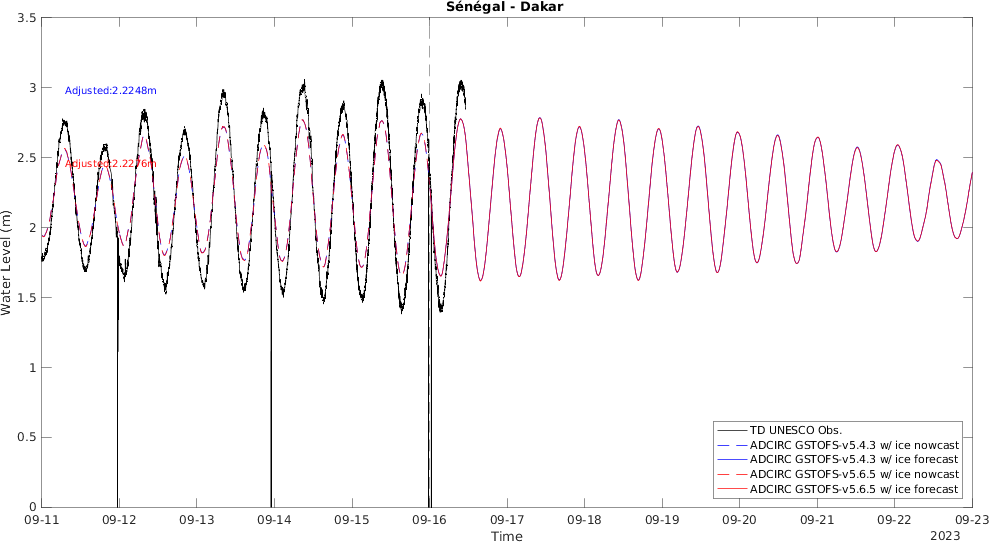 Sénégal - Dakar
3.5
3
2.5
2
1.5
1
0.5
0
Water Level (m)
Adjusted:2.2248m
Adjusted:2.2276m
TD UNESCO Obs.
ADCIRC GSTOFS-v5.4.3 w/ ice nowcast
ADCIRC GSTOFS-v5.4.3 w/ ice forecast
ADCIRC GSTOFS-v5.6.5 w/ ice nowcast
ADCIRC GSTOFS-v5.6.5 w/ ice forecast
09-11 09-12 09-13 09-14 09-15 09-16 09-17 09-18 09-19 09-20 09-21 09-22 09-23
Time
2023